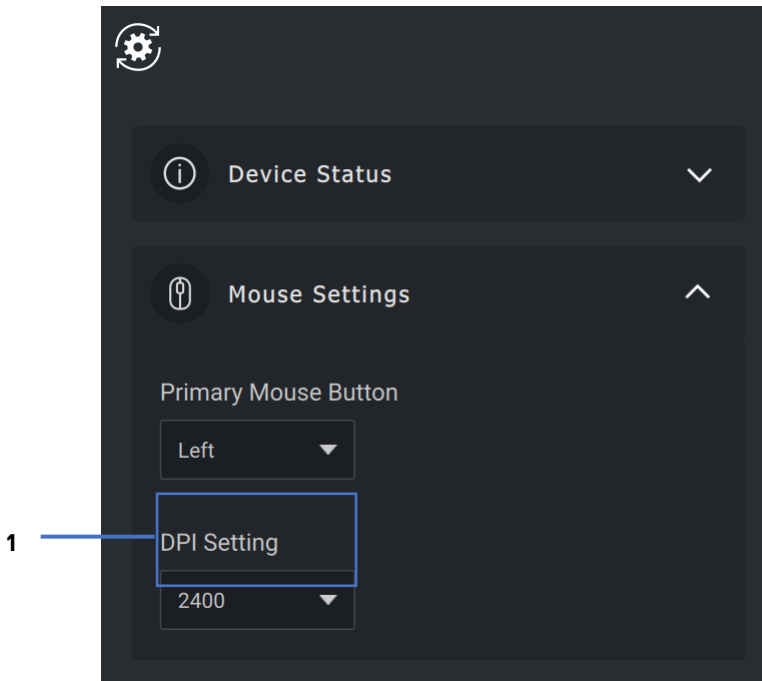 Device Status
Mouse Settings
Primary Mouse Button
Left
1
DPI Setting
2400